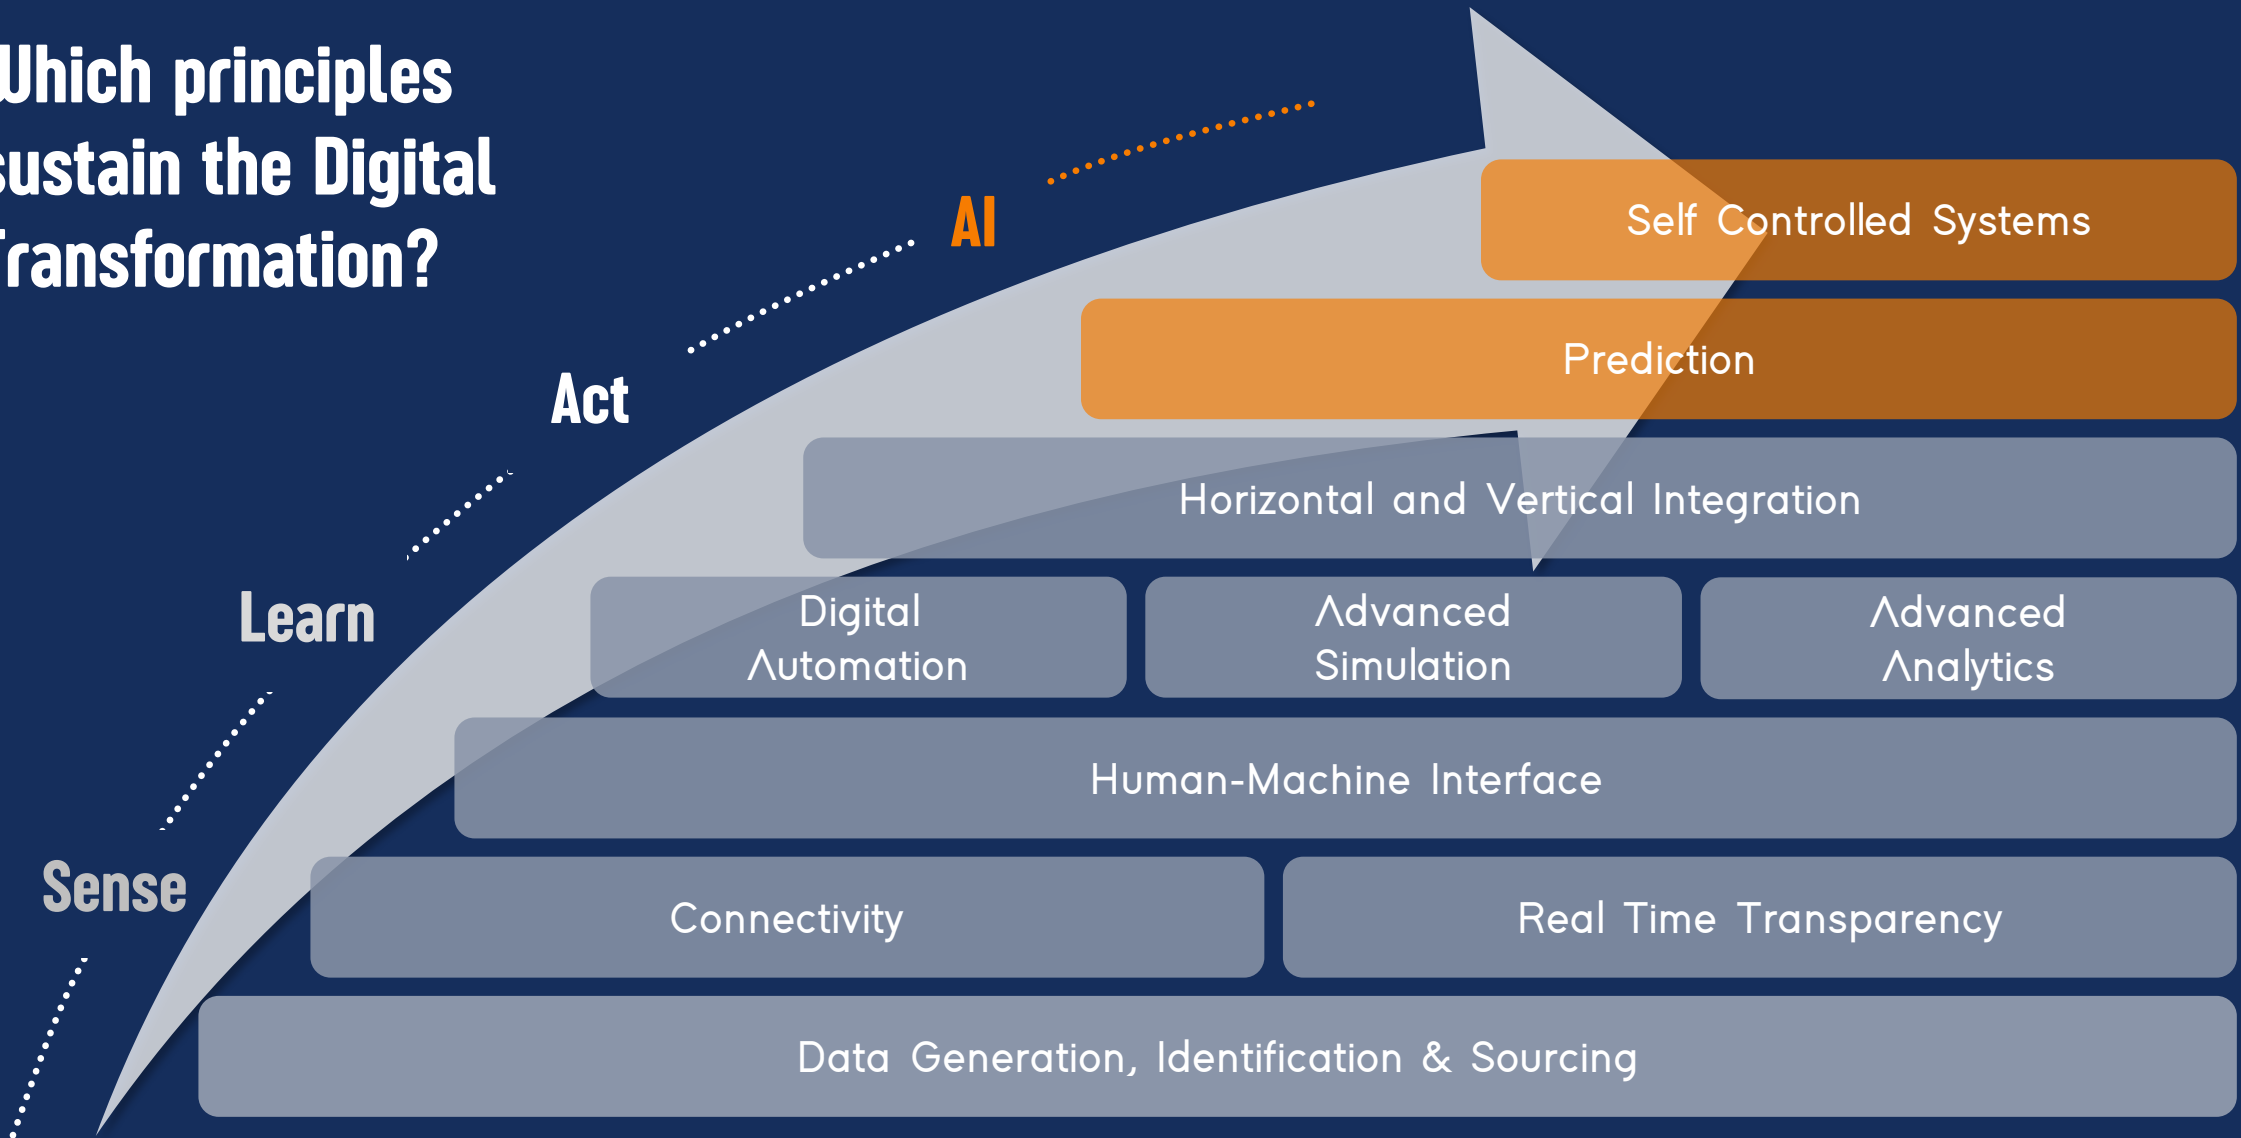 Which principles
sustain the Digital
Transformation?
AI
Self Controlled Systems
Prediction
Act
Horizontal and Vertical Integration
Learn
Digital
Automation
Advanced
Simulation
Advanced
Analytics
Human-Machine Interface
Sense
Connectivity
Real Time Transparency
Data Generation, Identification & Sourcing